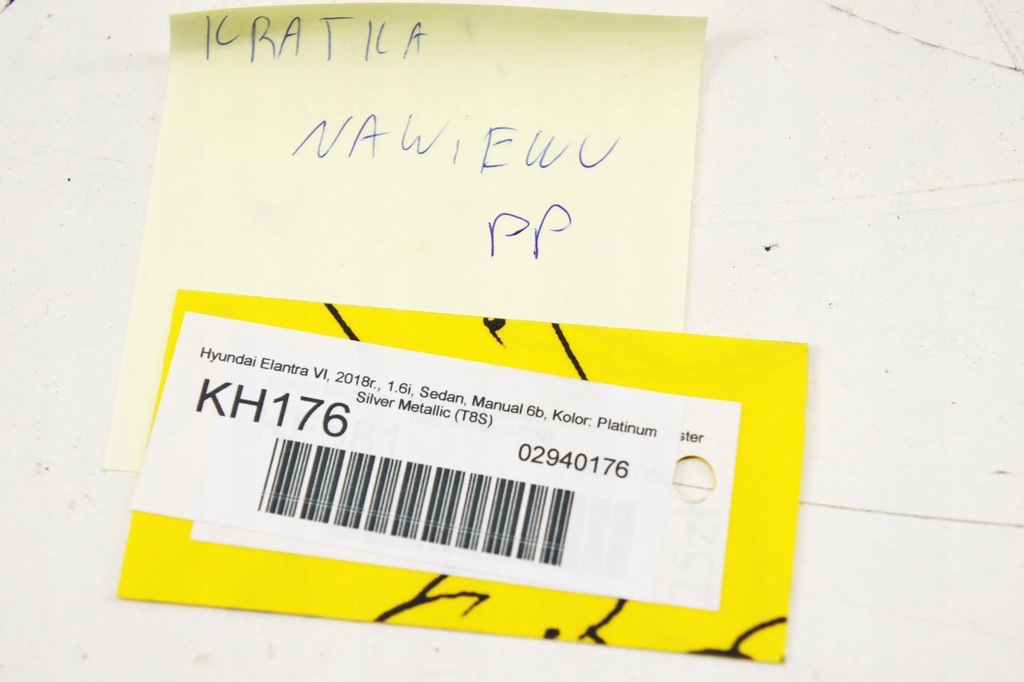 KRATKA
NAWiEWU
PP
Hyundai Elantra VI, 2018r., 1.6i, Sedan, Manual 6b, Kolor: Platinum
Silver Metallic (T8S)
KH176
02940176